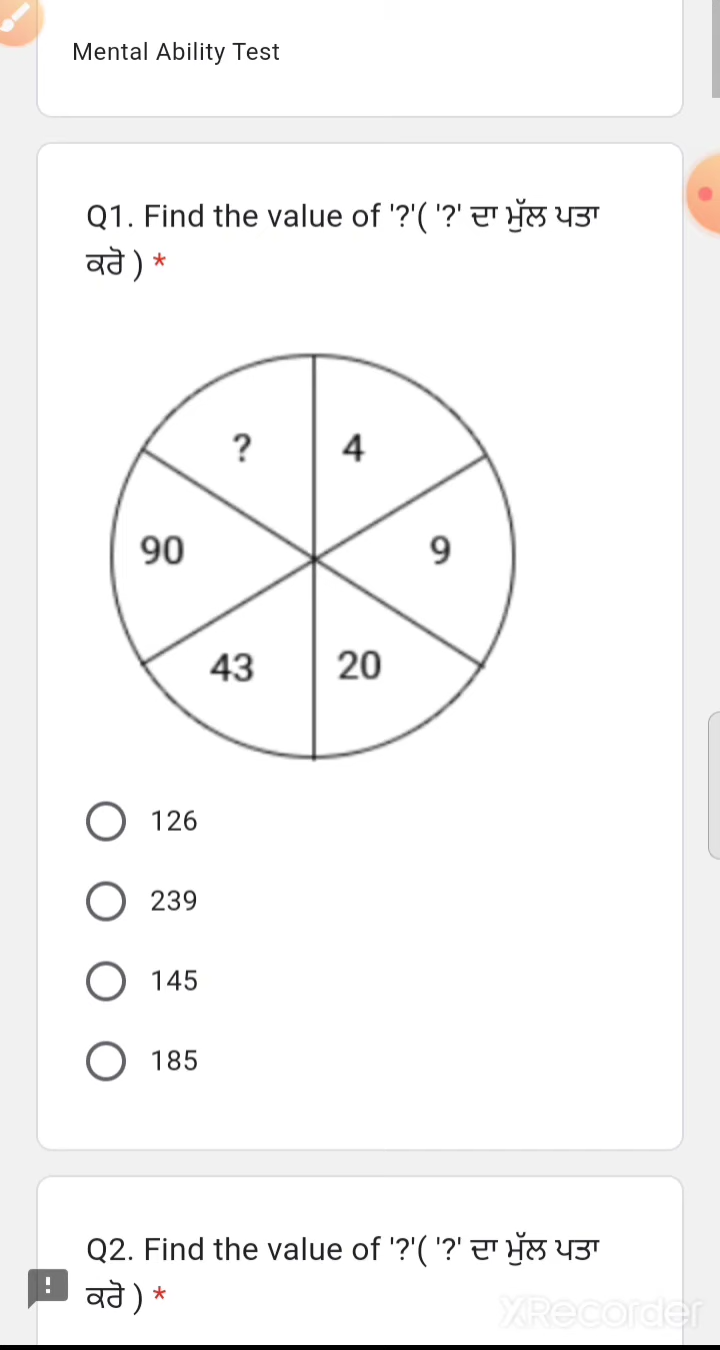 Mental Ability Test
Q1. Find the value of '?'( '?' ਦਾ ਮੁੱਲ ਪਤਾ
ਕਰੋ ) *
? 4
90 9
43 20
126
239
145
185
Q2. Find the value of '?'( '?' ਦਾ ਮੁੱਲ ਪਤਾ
ਕਰੋ ) *
XRecorder